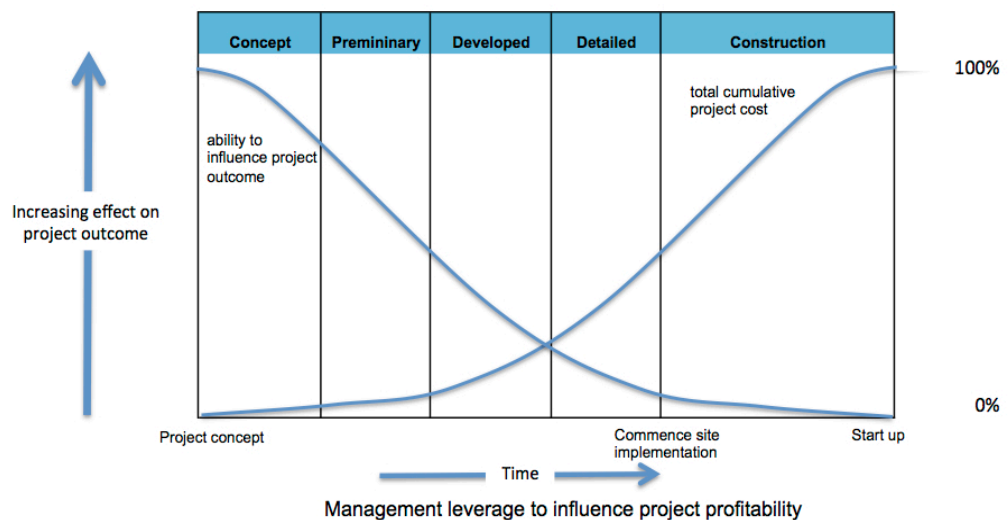 Concept
Premininary
Developed
Detailed
Construction
100%
total cumulative
project cost
ability to
influence project
outcome
Increasing effect on
project outcome
0%
Project concept
Commence site
implementation
Start up
Time
Management leverage to influence project profitability